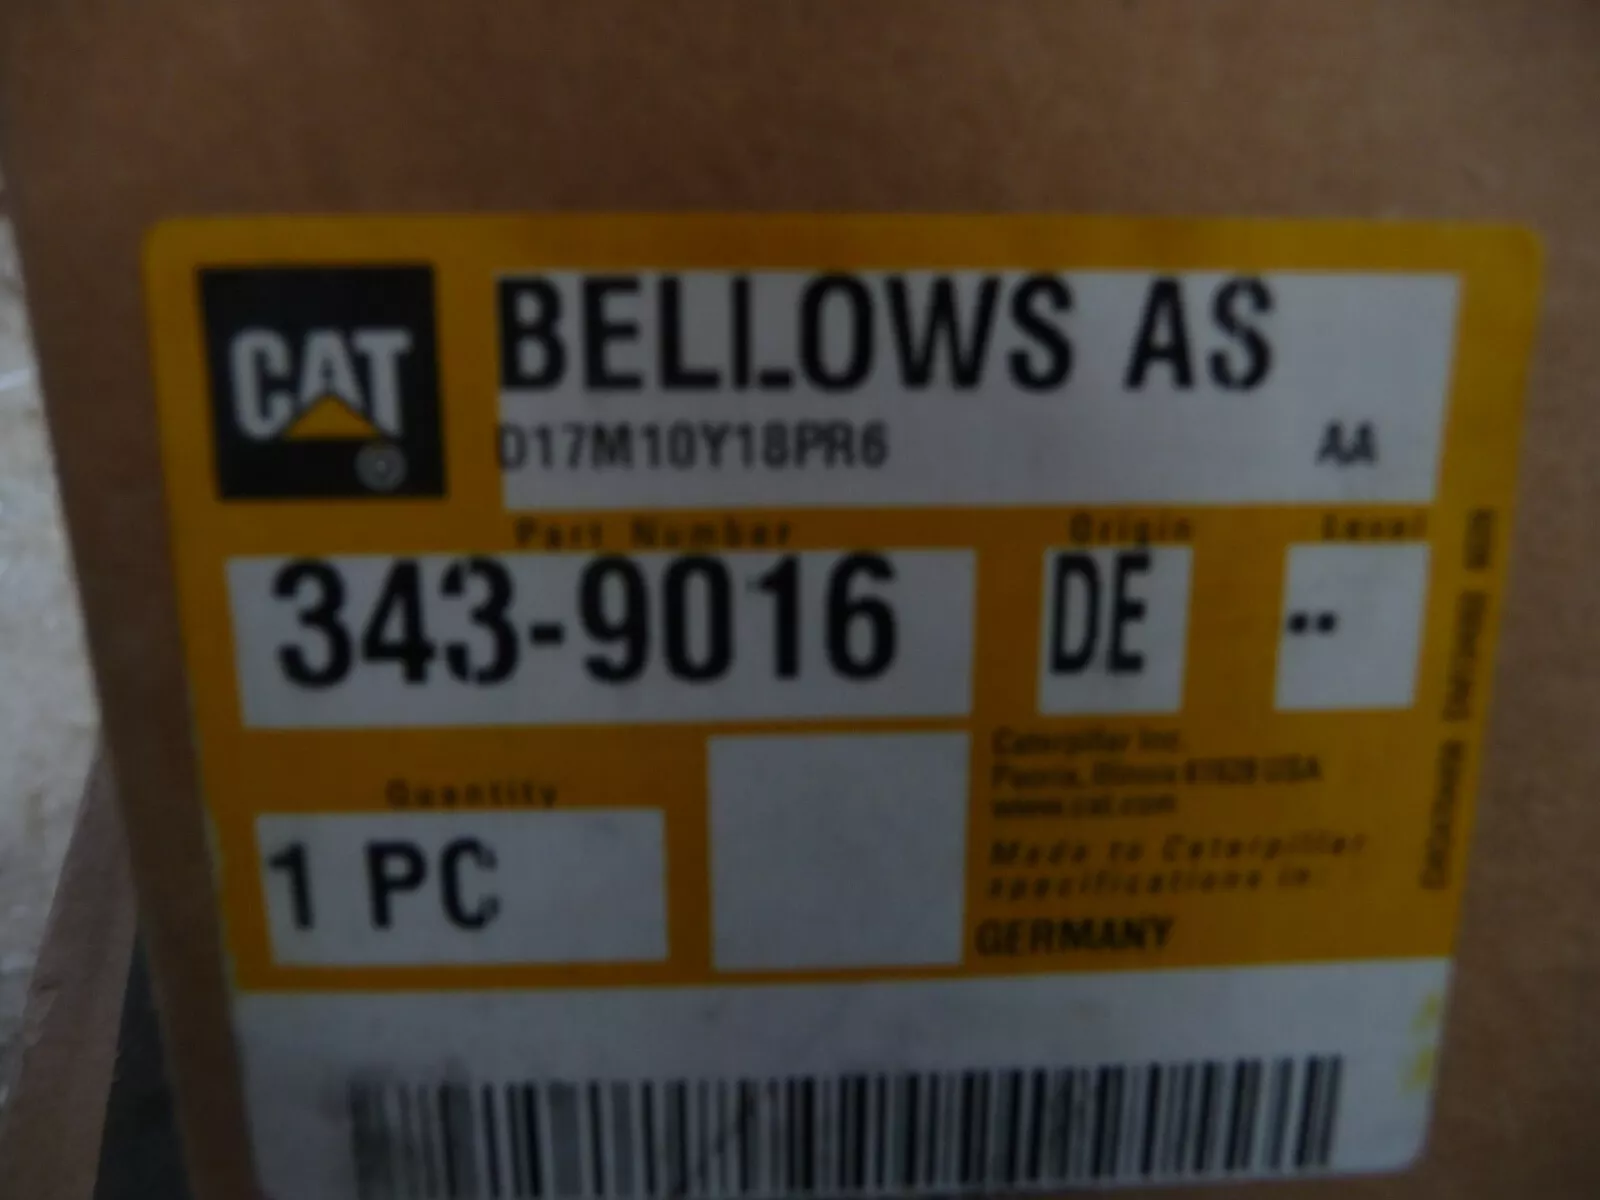 CAT ®
BELLOWS AS
D17M10Y18PR6 AA
Part Number Origin Level
343-9016 DE --
Quantity
1 PC
Caterpillar Inc.
Peoria, Illinois USA
www.cat.com
Made to Caterpillar
specifications in:
GERMANY